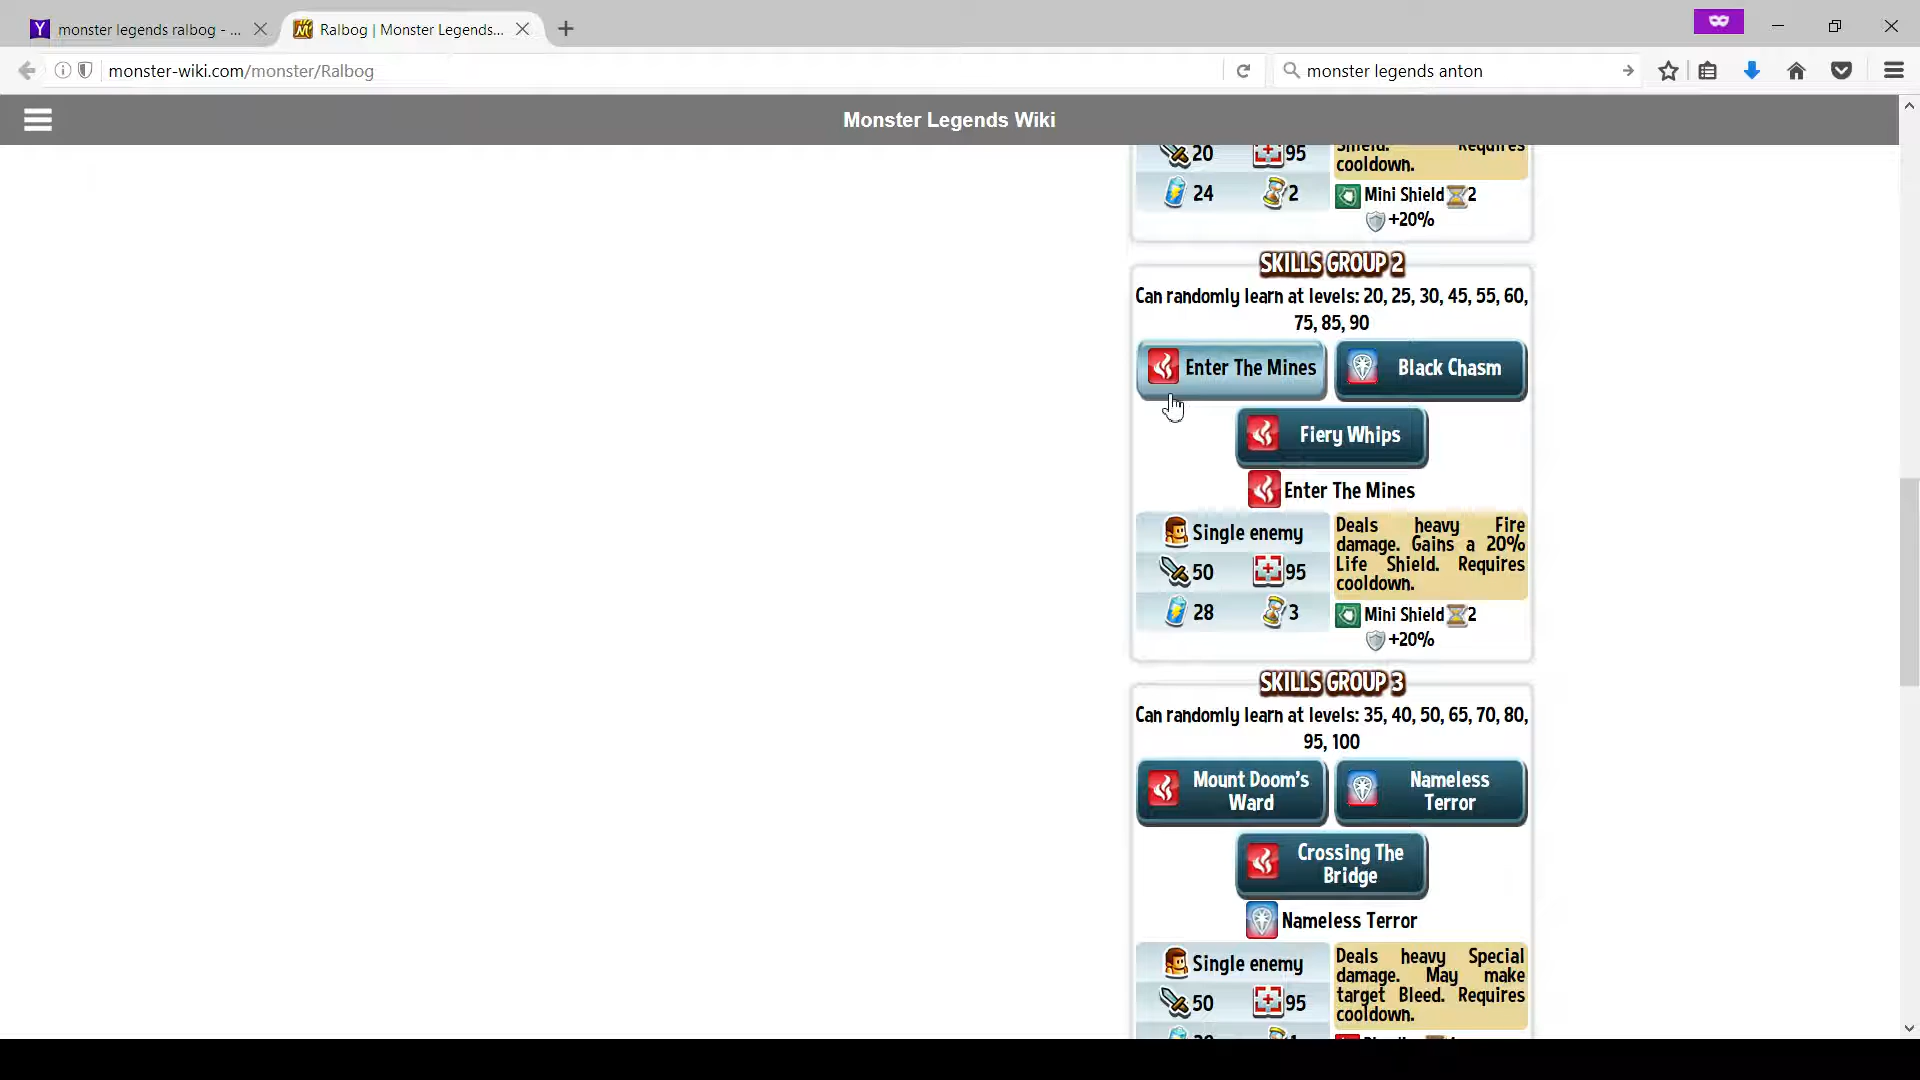 monster legends ralbog - ...
Ralbog | Monster Legends...
monster-wiki.com/monster/Ralbog
monster legends anton
Monster Legends Wiki
20 95
24 2
Shield. Requires
cooldown.
Mini Shield 2
+20%
SKILLS GROUP 2
Can randomly learn at levels: 20, 25, 30, 45, 55, 60,
75, 85, 90
Enter The Mines
Black Chasm
Fiery Whips
Enter The Mines
Single enemy
50 95
28 3
Deals heavy Fire
damage. Gains a 20%
Life Shield. Requires
cooldown.
Mini Shield 2
+20%
SKILLS GROUP 3
Can randomly learn at levels: 35, 40, 50, 65, 70, 80,
95, 100
Mount Doom's
Ward
Nameless
Terror
Crossing The
Bridge
Nameless Terror
Single enemy
50 95
Deals heavy Special
damage. May make
target Bleed. Requires
cooldown.